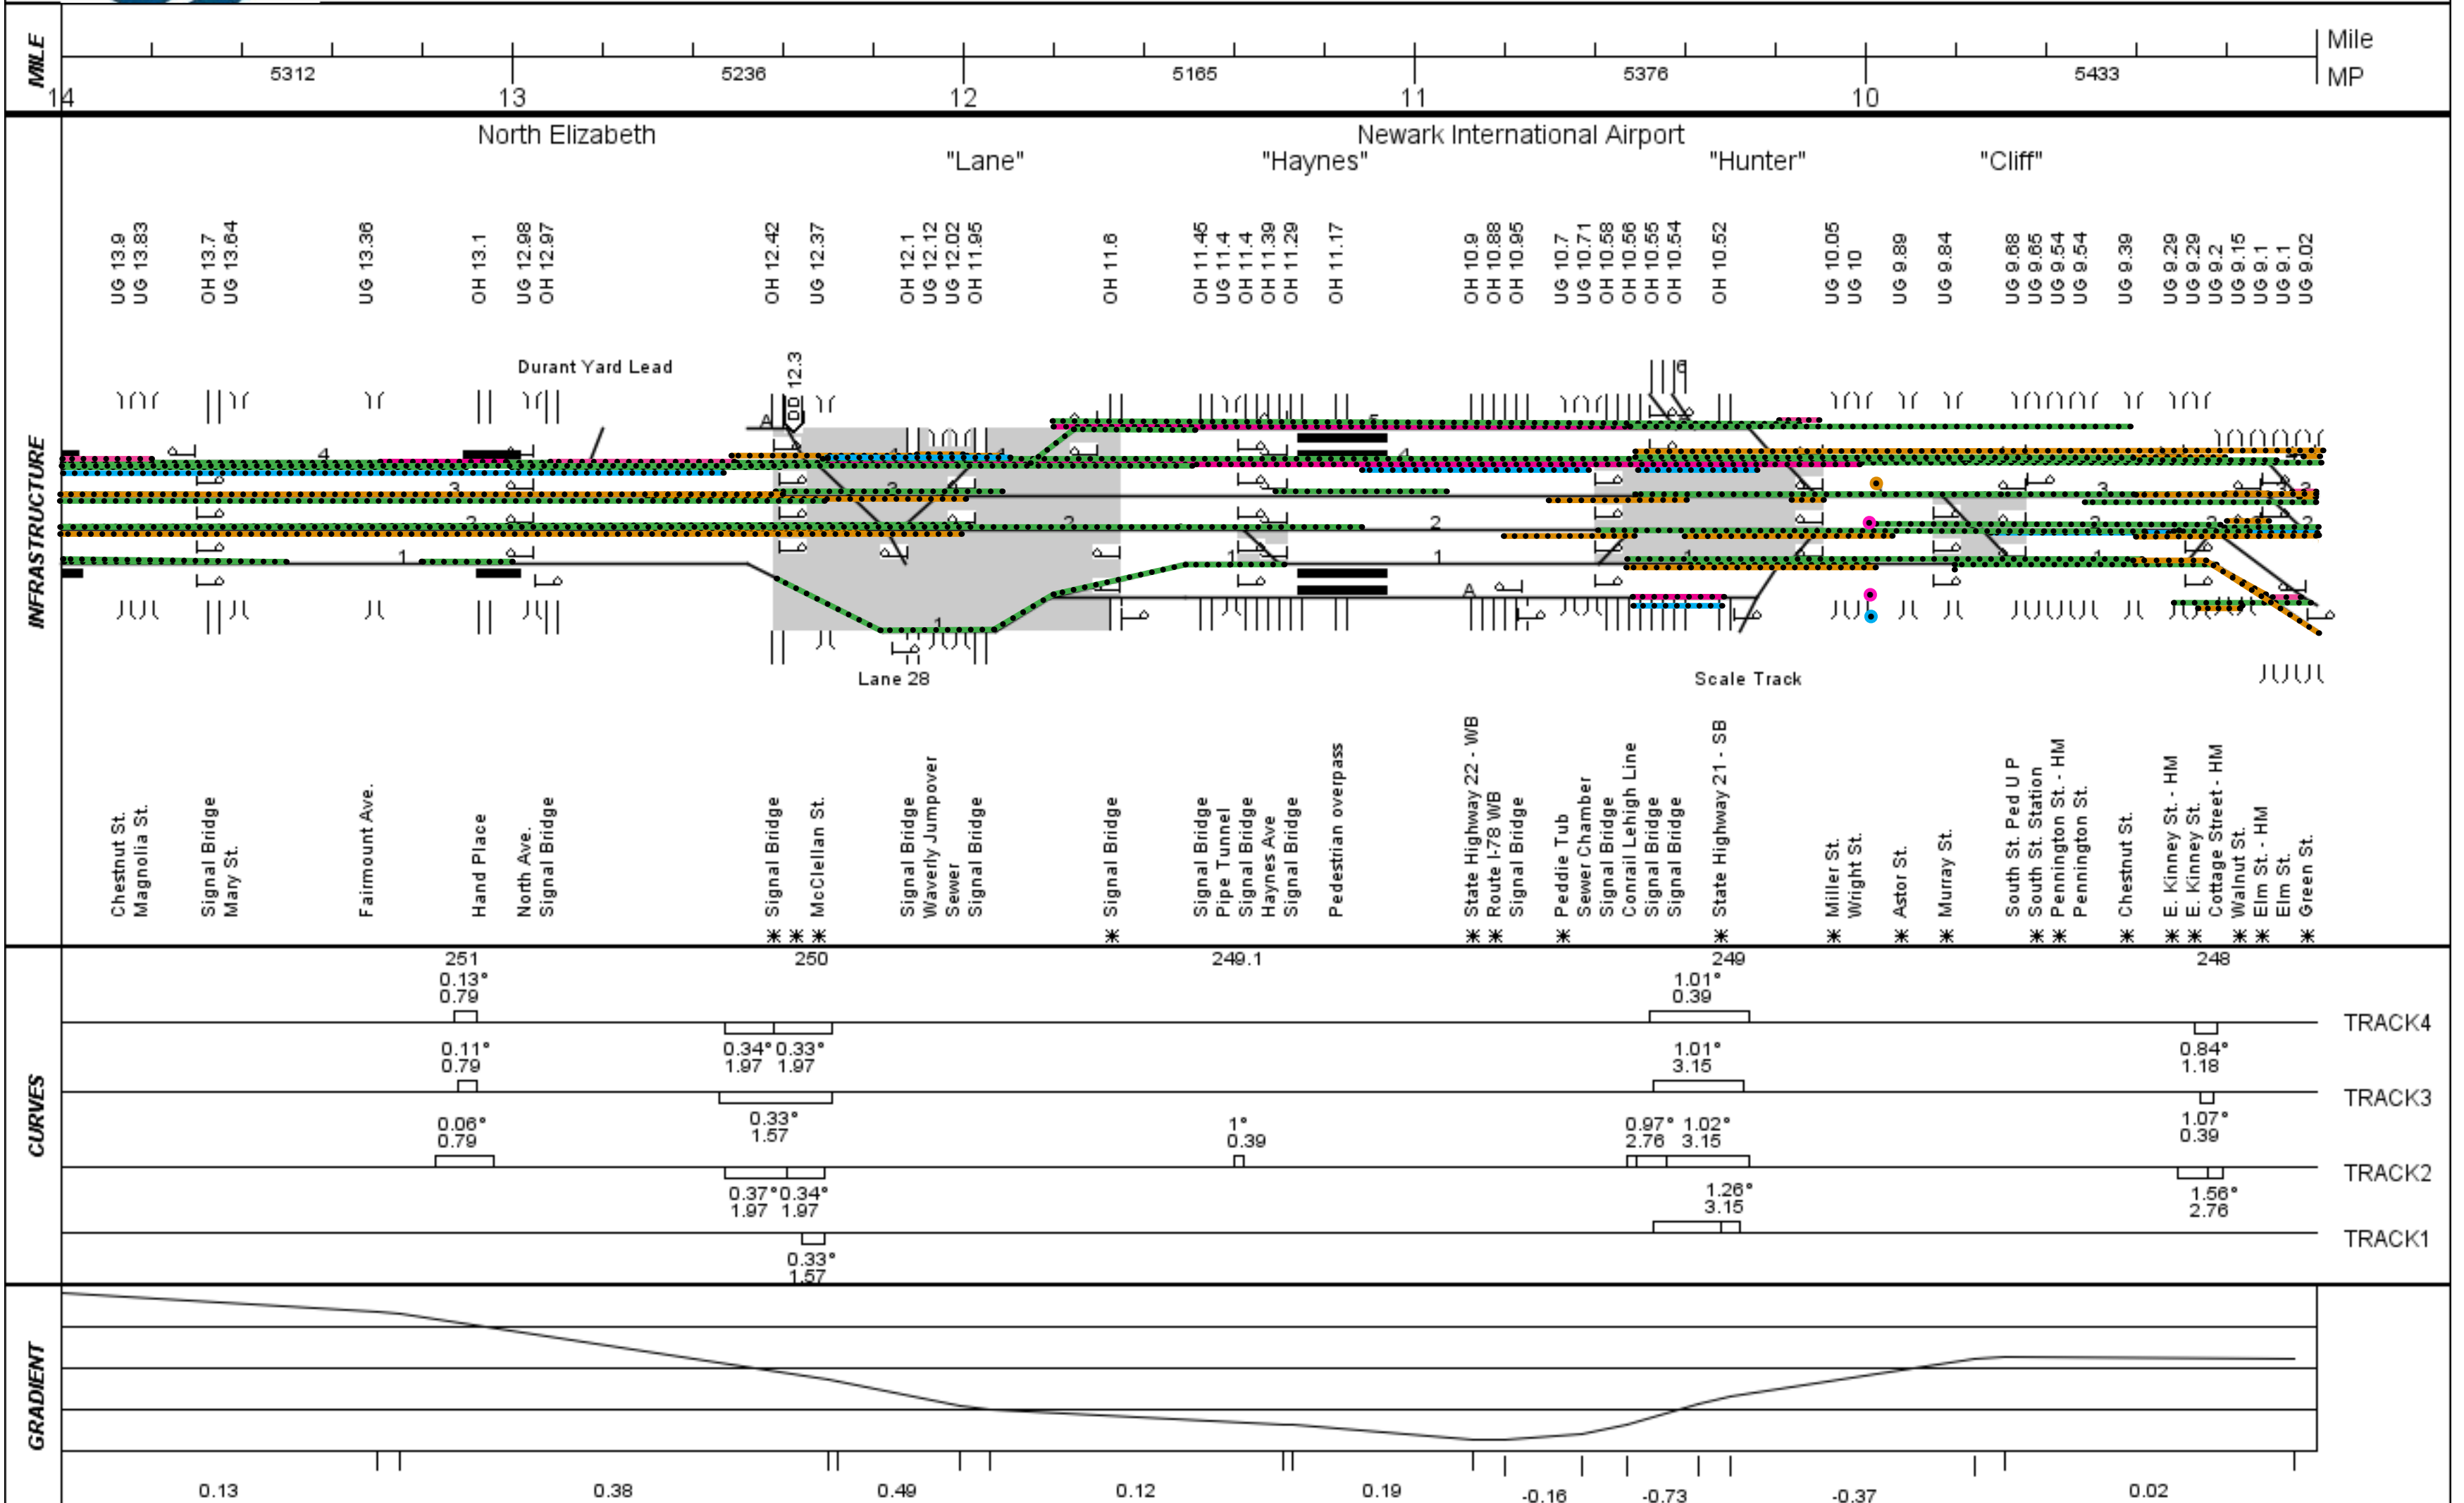 MILE
Mile
5312
5236
5165
5376
5433
MP
14
13
12
11
10
North Elizabeth
Newark International Airport
"Lane"
"Haynes"
"Hunter"
"Cliff"
INFRASTRUCTURE
UG 13.9
UG 13.83
OH 13.7
UG 13.64
UG 13.36
OH 13.1
UG 12.98
OH 12.97
OH 12.42
UG 12.37
OH 12.1
UG 12.12
UG 12.02
OH 11.95
OH 11.6
OH 11.45
UG 11.4
OH 11.4
OH 11.39
OH 11.29
OH 11.17
OH 10.9
OH 10.88
OH 10.95
UG 10.7
UG 10.71
OH 10.58
OH 10.56
OH 10.55
OH 10.54
OH 10.52
UG 10.05
UG 10
UG 9.89
UG 9.84
UG 9.68
UG 9.65
UG 9.54
UG 9.54
UG 9.39
UG 9.29
UG 9.29
UG 9.2
UG 9.15
UG 9.1
UG 9.1
UG 9.02
Durant Yard Lead
DD 12.3
6
A
5
4
3
3
3
2
2
2
2
1
1
1
1
1
A
Lane 28
Scale Track
Chestnut St.
Magnolia St.
Signal Bridge
Mary St.
Fairmount Ave.
Hand Place
North Ave.
Signal Bridge
Signal Bridge
McClellan St.
Signal Bridge
Waverly Jumpover
Sewer
Signal Bridge
Signal Bridge
Signal Bridge
Pipe Tunnel
Signal Bridge
Haynes Ave
Signal Bridge
Pedestrian overpass
State Highway 22 - WB
Route I-78 WB
Signal Bridge
Peddie Tub
Sewer Chamber
Signal Bridge
Conrail Lehigh Line
Signal Bridge
Signal Bridge
State Highway 21 - SB
Miller St.
Wright St.
Astor St.
Murray St.
South St. Ped U P
South St. Station
Pennington St. - HM
Pennington St.
Chestnut St.
E. Kinney St. - HM
E. Kinney St.
Cottage Street - HM
Walnut St.
Elm St. - HM
Elm St.
Green St.
CURVES
251
250
249.1
249
248
0.13°
0.79
1.01°
0.39
TRACK4
0.11°
0.79
0.34° 0.33°
1.97 1.97
1.01°
3.15
0.84°
1.18
TRACK3
0.06°
0.79
0.33°
1.57
1°
0.39
0.97° 1.02°
2.76 3.15
1.07°
0.39
TRACK2
0.37° 0.34°
1.97 1.97
1.26°
3.15
1.56°
2.76
TRACK1
0.33°
1.57
GRADIENT
0.13
0.38
0.49
0.12
0.19
-0.16
-0.73
-0.37
0.02